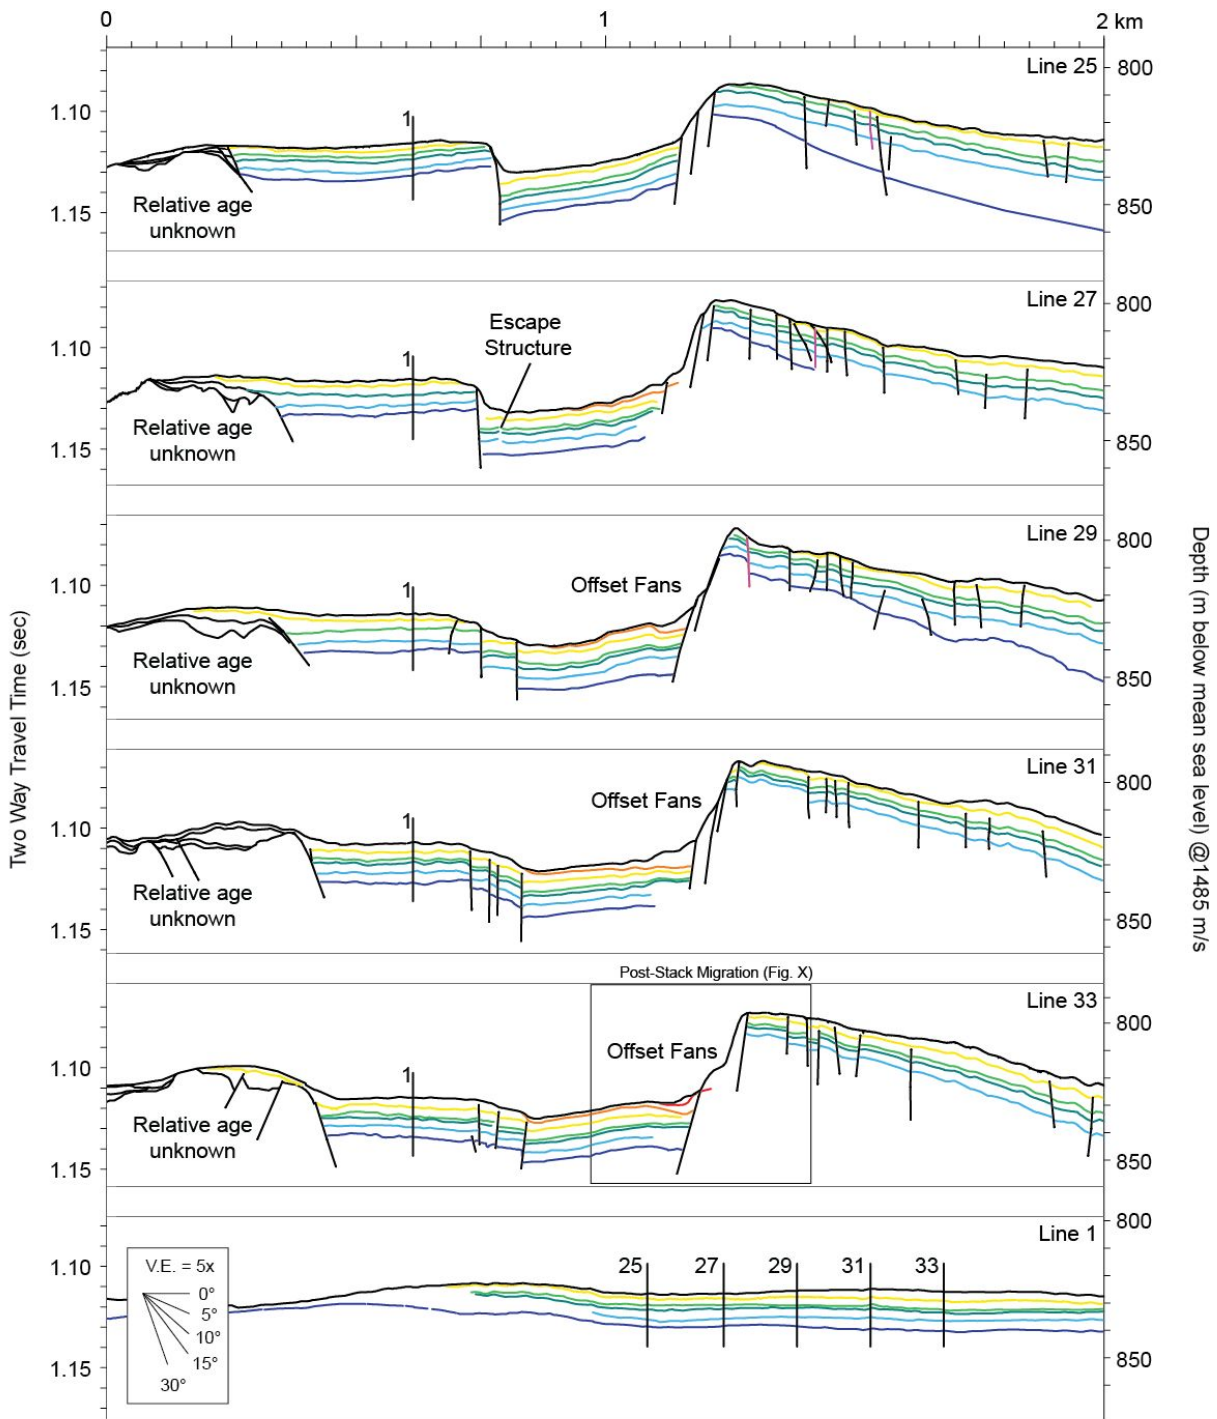 0 1 2 km
Line 25
800
1.10
1
1.15
850
Relative age
unknown
Line 27
800
Escape
Structure
1.10
1
Relative age
unknown
1.15
850
Line 29
800
1.10
1
Offset Fans
Relative age
unknown
1.15
850
Line 31
800
Offset Fans
1.10
1
Relative age
unknown
1.15
850
Post-Stack Migration (Fig. X)
Line 33
800
Offset Fans
1.10
1
Relative age
unknown
1.15
850
800
Line 1
V.E. = 5x
0°
5°
10°
15°
30°
25 27 29 31 33
1.10
1.15
850
Two Way Travel Time (sec)
Depth (m below mean sea level) @1485 m/s